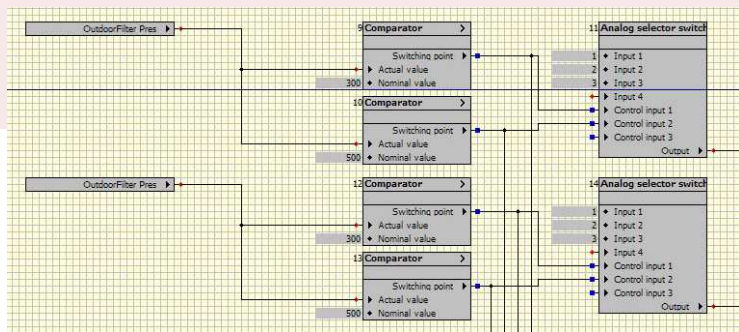 OutdoorFilter Pres
9 Comparator >
Switching point
Actual value
300 Nominal value
10 Comparator >
Switching point
Actual value
500 Nominal value
11 Analog selector switch
1 Input 1
2 Input 2
3 Input 3
Input 4
Control input 1
Control input 2
Control input 3
Output
OutdoorFilter Pres
12 Comparator >
Switching point
Actual value
300 Nominal value
13 Comparator >
Switching point
Actual value
500 Nominal value
14 Analog selector switch
1 Input 1
2 Input 2
3 Input 3
Input 4
Control input 1
Control input 2
Control input 3
Output